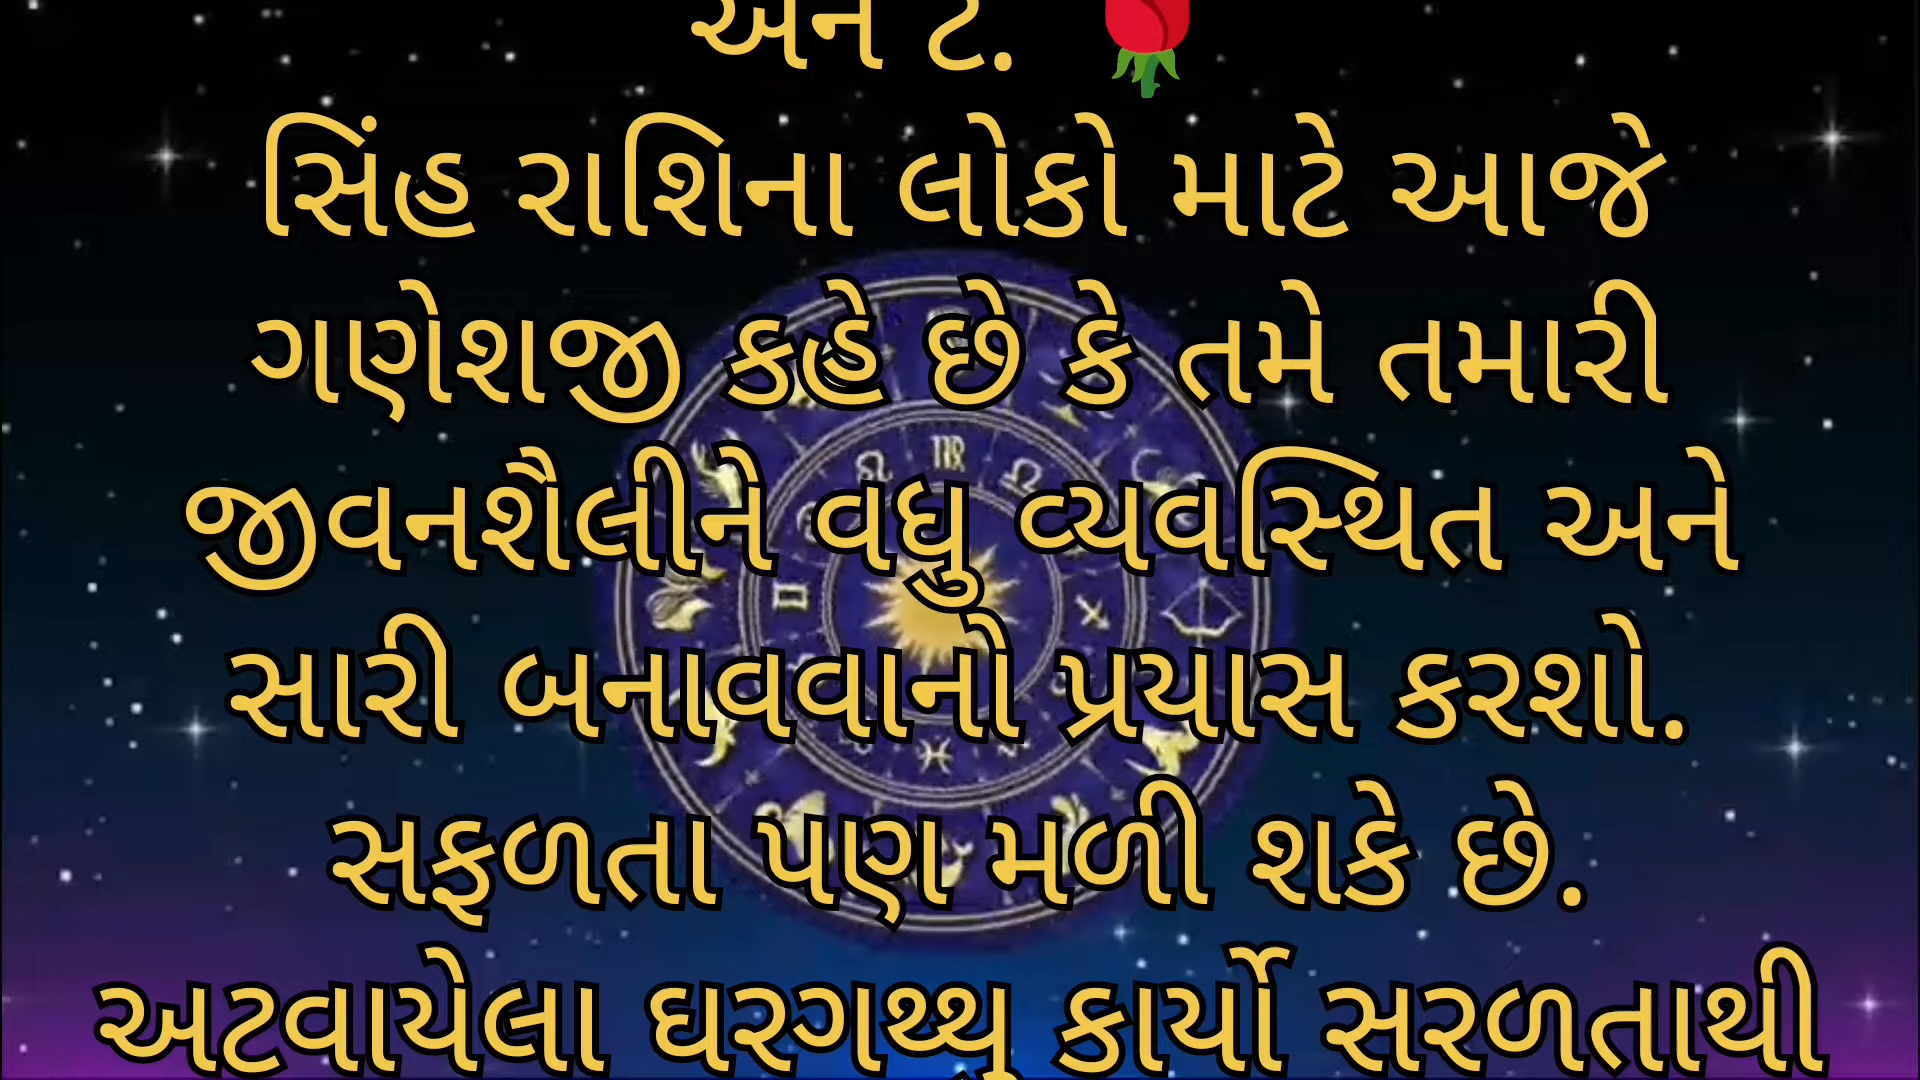 અને ટ. 🌹
સિંહ રાશિના લોકો માટે આજે
ગણેશજી કહે છે કે તમે તમારી
જીવનશૈલીને વધુ વ્યવસ્થિત અને
સારી બનાવવાનો પ્રયાસ કરશો.
સફળતા પણ મળી શકે છે.
અટવાયેલા ઘરગથ્થુ કાર્યો સરળતાથી